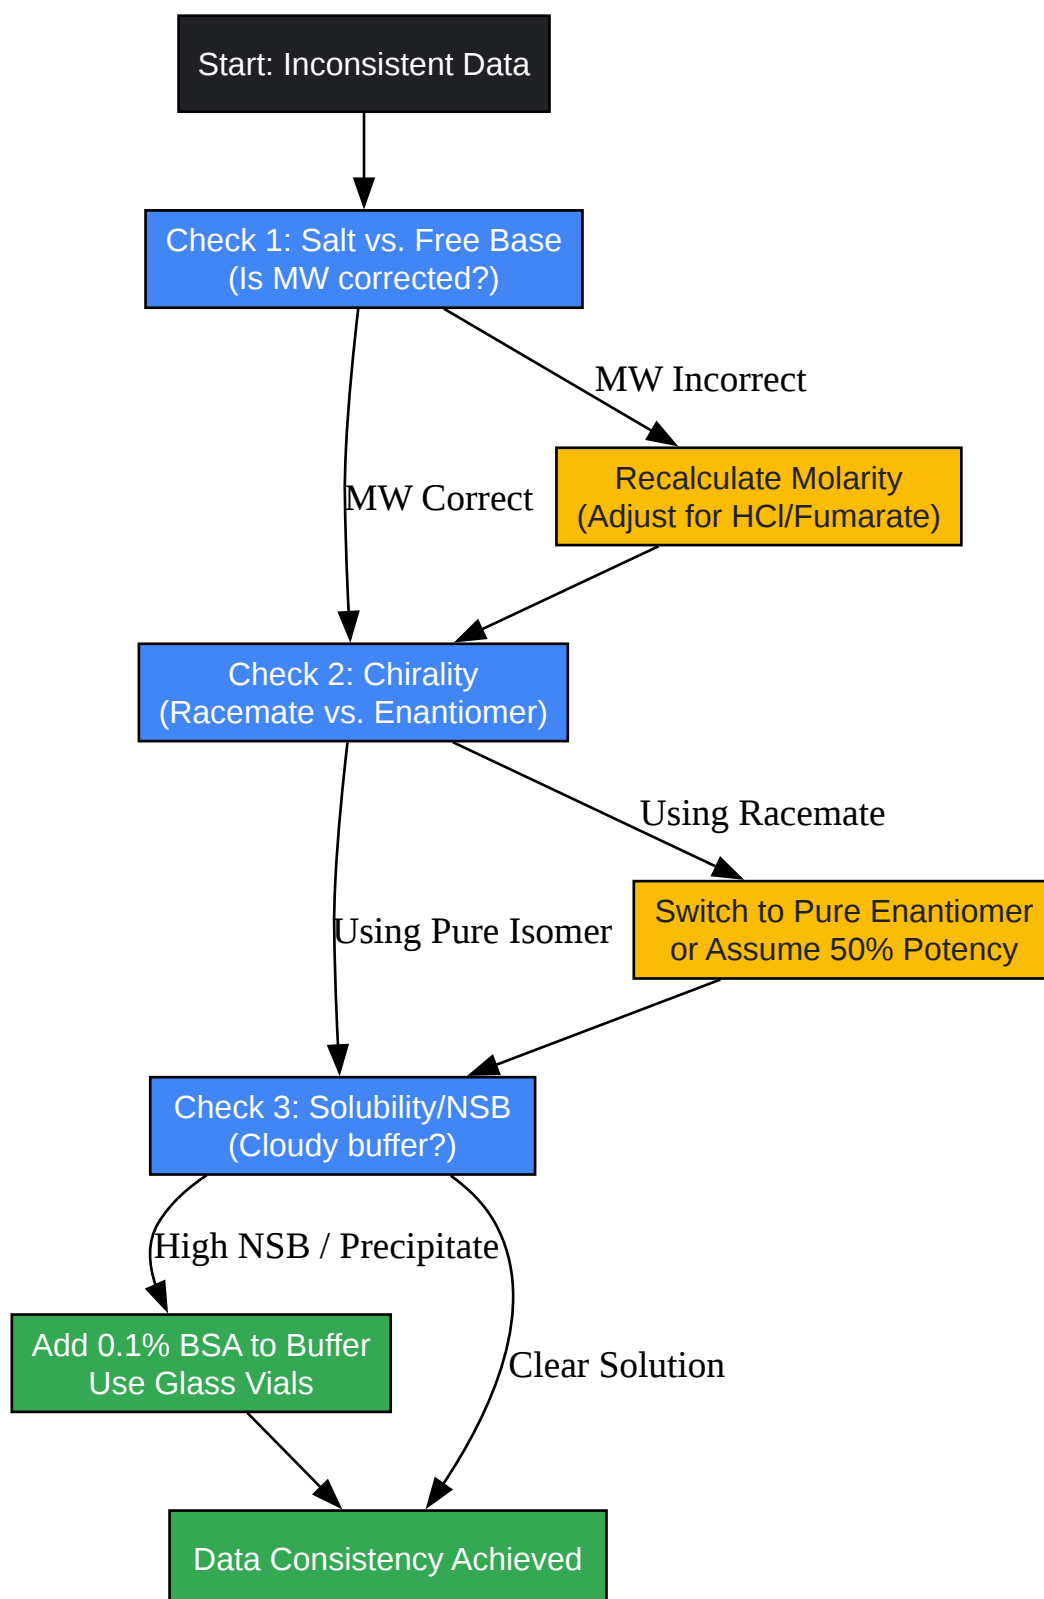 Start: Inconsistent Data
Check 1: Salt vs. Free Base
(Is MW corrected?)
MW Incorrect
Recalculate Molarity
(Adjust for HCl/Fumarate)
MW Correct
Check 2: Chirality
(Racemate vs. Enantiomer)
Using Racemate
Switch to Pure Enantiomer
or Assume 50% Potency
Using Pure Isomer
Check 3: Solubility/NSB
(Cloudy buffer?)
High NSB / Precipitate
Add 0.1% BSA to Buffer
Use Glass Vials
Clear Solution
Data Consistency Achieved